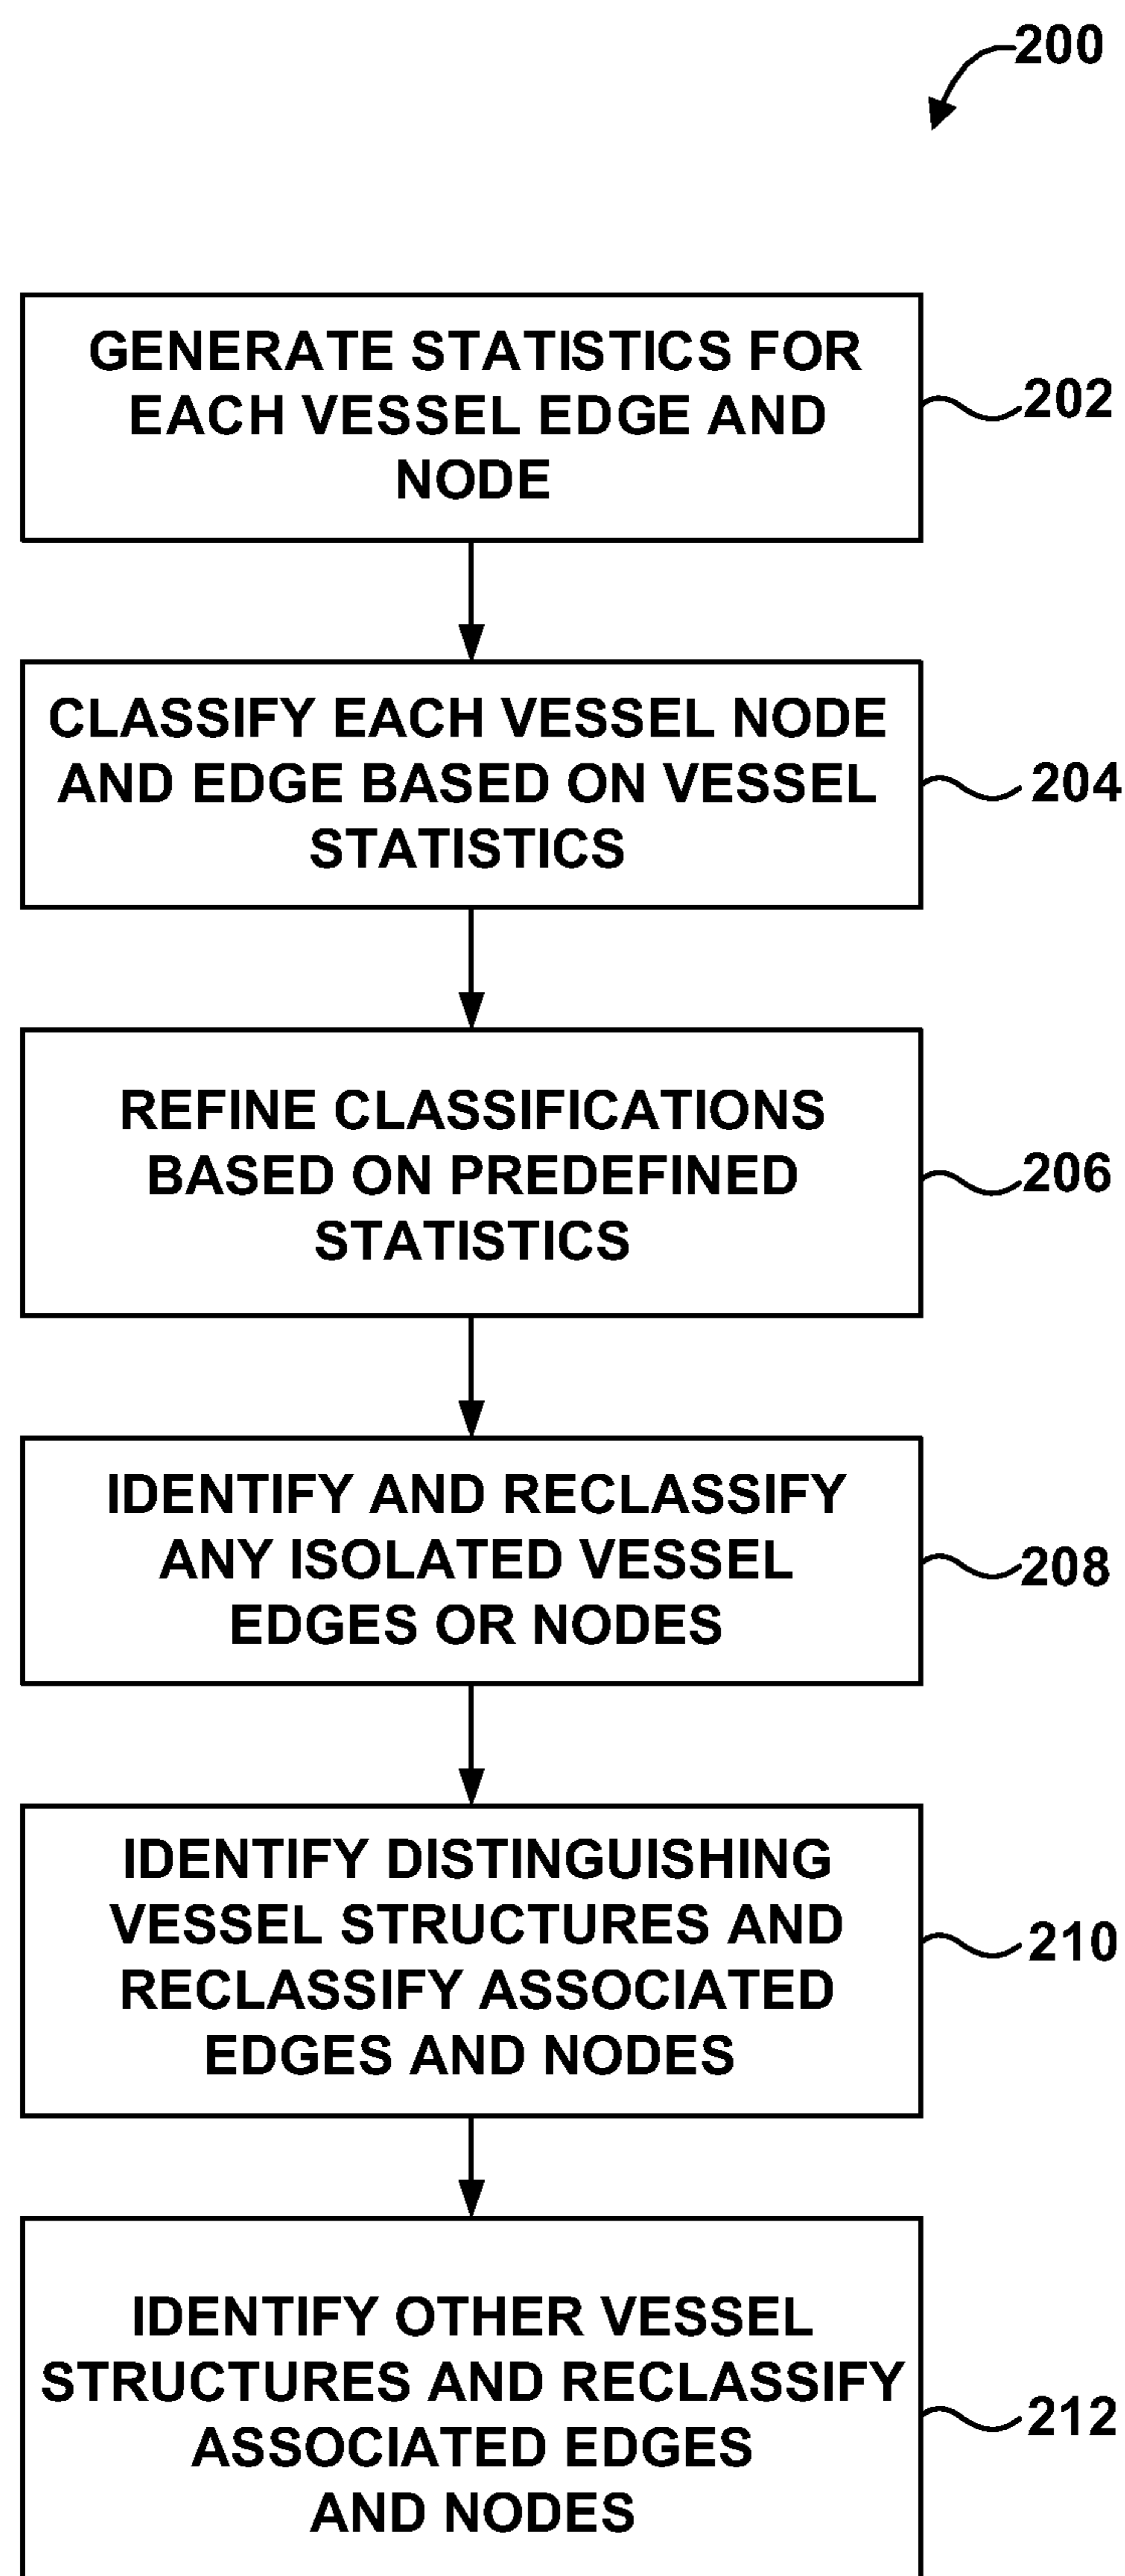 200
GENERATE STATISTICS FOR
EACH VESSEL EDGE AND
NODE
202
CLASSIFY EACH VESSEL NODE
AND EDGE BASED ON VESSEL
STATISTICS
204
REFINE CLASSIFICATIONS
BASED ON PREDEFINED
STATISTICS
206
IDENTIFY AND RECLASSIFY
ANY ISOLATED VESSEL
EDGES OR NODES
208
IDENTIFY DISTINGUISHING
VESSEL STRUCTURES AND
RECLASSIFY ASSOCIATED
EDGES AND NODES
210
IDENTIFY OTHER VESSEL
STRUCTURES AND RECLASSIFY
ASSOCIATED EDGES
AND NODES
212